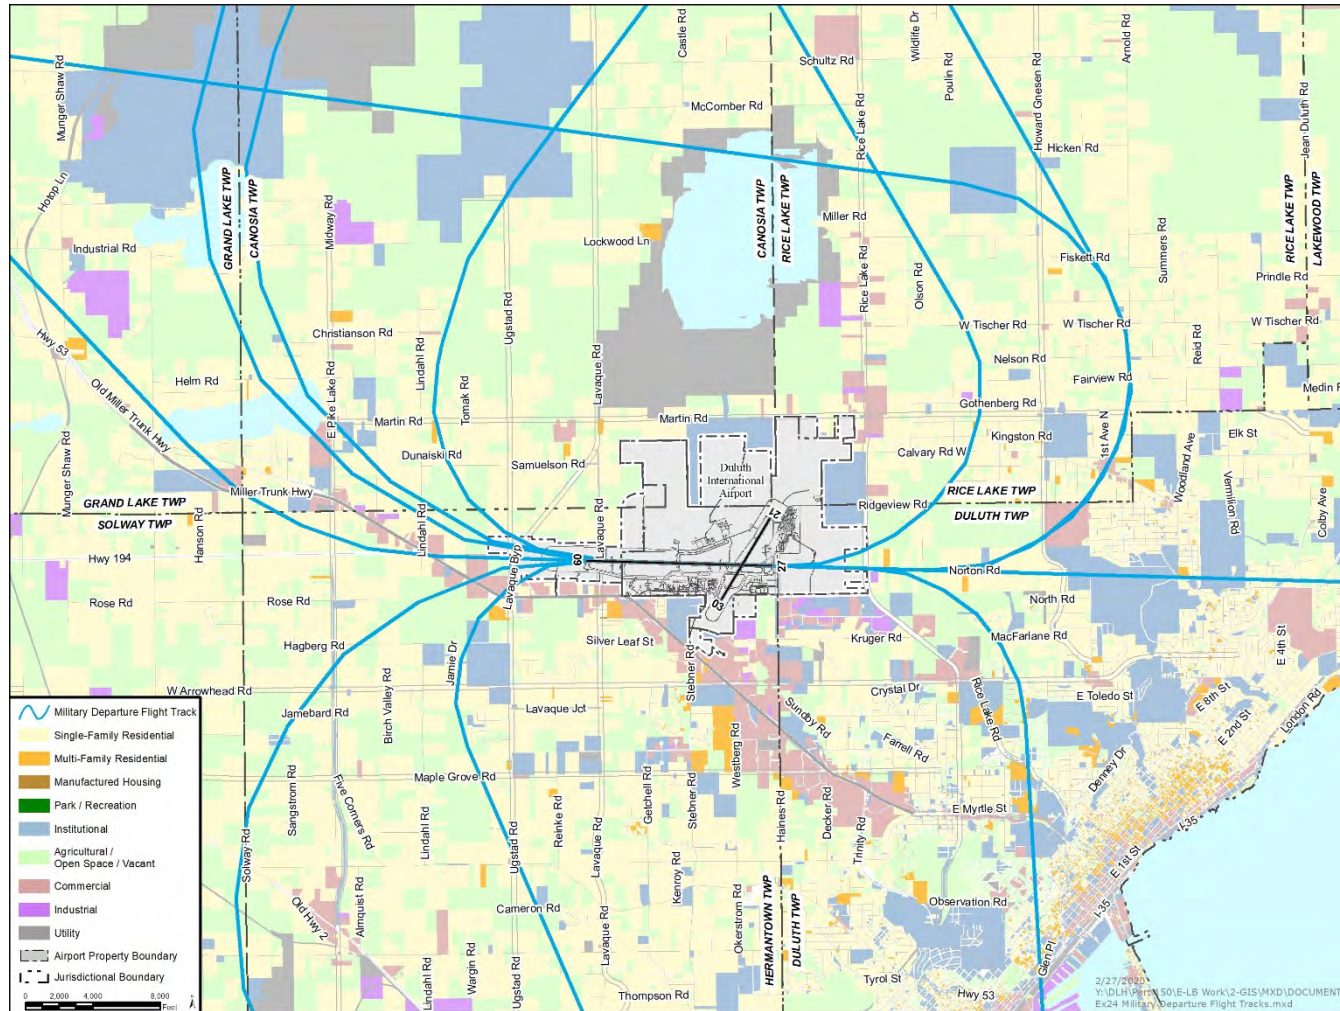 Munger Shaw Rd
Castle Rd
Schultz Rd
Wildlife Dr
Poulin Rd
Howard Gnesen Rd
Arnold Rd
Jean Duluth Rd
McComber Rd
Rice Lake Rd
Hicken Rd
Hotop Ln
GRAND LAKE TWP
CANOSIA TWP
Midway Rd
Industrial Rd
Lockwood Ln
CANOSIA TWP
RICE LAKE TWP
Miller Rd
Rice Lake Rd
Olson Rd
Fiskett Rd
Summers Rd
RICE LAKE TWP
LAKEWOOD TWP
Prindle Rd
Hwy 53
Christianson Rd
Ugstad Rd
W Tischer Rd
W Tischer Rd
W Tischer Rd
Reid Rd
Helm Rd
Old Miller Trunk Hwy
E Pike Lake Rd
Lindahl Rd
Tomak Rd
Lavaque Rd
Nelson Rd
Fairview Rd
Medin R
Gothenberg Rd
Martin Rd
Martin Rd
Munger Shaw Rd
Dunaiski Rd
Samuelson Rd
Duluth
International
Airport
Kingston Rd
Calvary Rd W
1st Ave N
Woodland Ave
Elk St
Vermilion Rd
Colby Ave
Miller Trunk Hwy
GRAND LAKE TWP
SOLWAY TWP
Hanson Rd
Lindahl Rd
Lavaque Rd
Ridgeview Rd
RICE LAKE TWP
DULUTH TWP
21
Hwy 194
Lavaque Byp
09
27
Norton Rd
Rose Rd
Rose Rd
03
North Rd
Hagberg Rd
Jamie Dr
Silver Leaf St
Stebner Rd
Kruger Rd
MacFarlane Rd
E 4th St
W Arrowhead Rd
Birch Valley Rd
Crystal Dr
Rice Lake Rd
E Toledo St
E 8th St
London Rd
Jamebard Rd
Lavaque Jct
Sundby Rd
E 2nd St
Westberg Rd
Farrell Rd
Denney Dr
Maple Grove Rd
Sangstrom Rd
Five Corners Rd
Lindahl Rd
Reinke Rd
Getchell Rd
Stebner Rd
Haines Rd
Decker Rd
E Myrtle St
I-35
Solway Rd
Ugstad Rd
Lavaque Rd
Trinity Rd
E 1st St
Kenroy Rd
Old Hwy 2
Almquist Rd
Cameron Rd
Okerstrom Rd
HERMANTOWN TWP
DULUTH TWP
Observation Rd
I-35
Lavaque Rd
Glen Pl
Lindahl Rd
Wargin Rd
Ugstad Rd
Thompson Rd
Tyrol St
Hwy 53
Military Departure Flight Track
Single-Family Residential
Multi-Family Residential
Manufactured Housing
Park / Recreation
Institutional
Agricultural /
Open Space / Vacant
Commercial
Industrial
Utility
Airport Property Boundary
Jurisdictional Boundary
0 2,000 4,000 8,000
Feet
2/27/2020
Y:\DLH\Part 150\E-LB Work\2-GIS\MXD\DOCUMENT
Ex24 Military Departure Flight Tracks.mxd